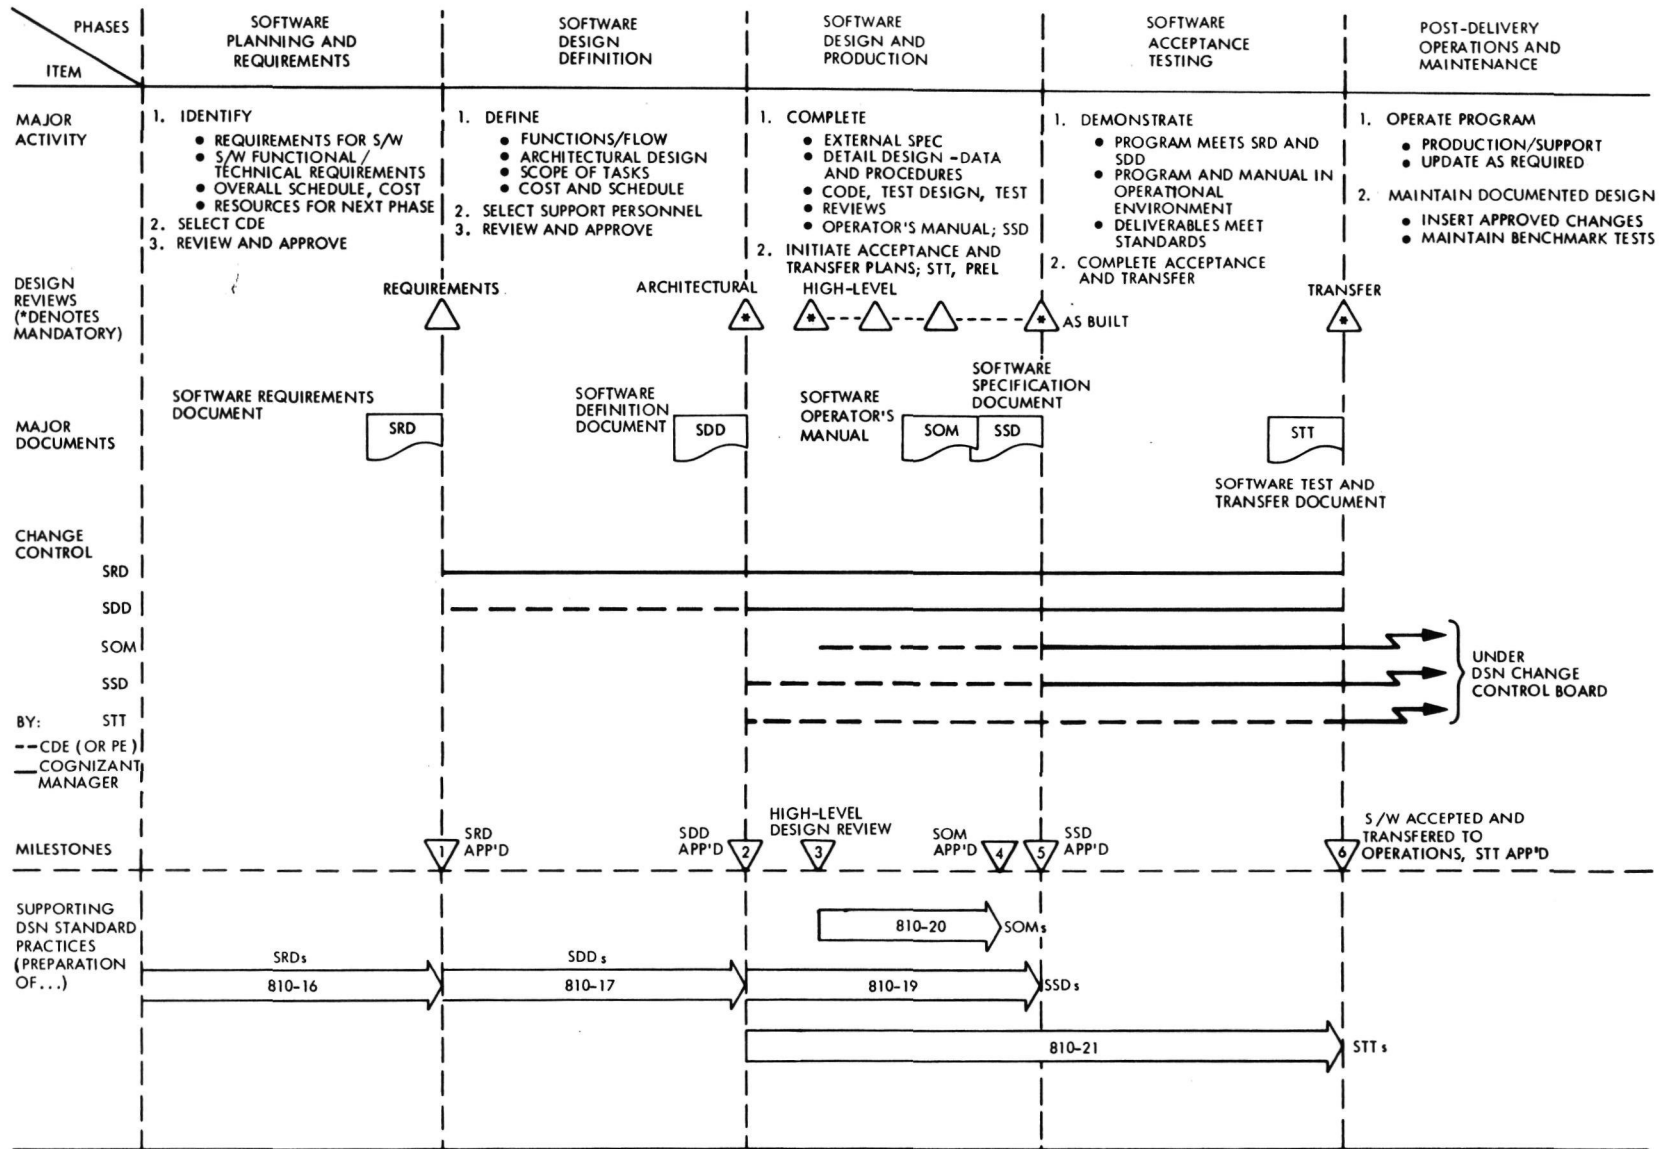 PHASES
ITEM
SOFTWARE
PLANNING AND
REQUIREMENTS
SOFTWARE
DESIGN
DEFINITION
SOFTWARE
DESIGN AND
PRODUCTION
SOFTWARE
ACCEPTANCE
TESTING
POST-DELIVERY
OPERATIONS AND
MAINTENANCE
MAJOR
ACTIVITY
1. IDENTIFY
• REQUIREMENTS FOR S/W
• S/W FUNCTIONAL /
TECHNICAL REQUIREMENTS
• OVERALL SCHEDULE, COST
• RESOURCES FOR NEXT PHASE
2. SELECT CDE
3. REVIEW AND APPROVE
1. DEFINE
• FUNCTIONS/FLOW
• ARCHITECTURAL DESIGN
• SCOPE OF TASKS
• COST AND SCHEDULE
2. SELECT SUPPORT PERSONNEL
3. REVIEW AND APPROVE
1. COMPLETE
• EXTERNAL SPEC
• DETAIL DESIGN -DATA
AND PROCEDURES
• CODE, TEST DESIGN, TEST
• REVIEWS
• OPERATOR'S MANUAL; SSD
2. INITIATE ACCEPTANCE AND
TRANSFER PLANS; STT, PREL
1. DEMONSTRATE
• PROGRAM MEETS SRD AND
SDD
• PROGRAM AND MANUAL IN
OPERATIONAL
ENVIRONMENT
• DELIVERABLES MEET
STANDARDS
2. COMPLETE ACCEPTANCE
AND TRANSFER
1. OPERATE PROGRAM
• PRODUCTION/SUPPORT
• UPDATE AS REQUIRED
2. MAINTAIN DOCUMENTED DESIGN
• INSERT APPROVED CHANGES
• MAINTAIN BENCHMARK TESTS
DESIGN
REVIEWS
(*DENOTES
MANDATORY)
REQUIREMENTS
ARCHITECTURAL
*
HIGH-LEVEL
*
* AS BUILT
TRANSFER
*
MAJOR
DOCUMENTS
SOFTWARE REQUIREMENTS
DOCUMENT
SRD
SOFTWARE
DEFINITION
DOCUMENT
SDD
SOFTWARE
OPERATOR'S
MANUAL
SOM
SOFTWARE
SPECIFICATION
DOCUMENT
SSD
STT
SOFTWARE TEST AND
TRANSFER DOCUMENT
CHANGE
CONTROL
SRD
SDD
SOM
SSD
BY: STT
CDE (OR PE)
COGNIZANT
MANAGER
UNDER
DSN CHANGE
CONTROL BOARD
MILESTONES
1
SRD
APP'D
SDD
APP'D
2
HIGH-LEVEL
DESIGN REVIEW
3
SOM
APP'D
4
5
SSD
APP'D
6
S/W ACCEPTED AND
TRANSFERED TO
OPERATIONS, STT APP'D
SUPPORTING
DSN STANDARD
PRACTICES
(PREPARATION
OF...)
810-20 SOMs
SRDs
810-16
SDDs
810-17
810-19 SSDs
810-21 STTs